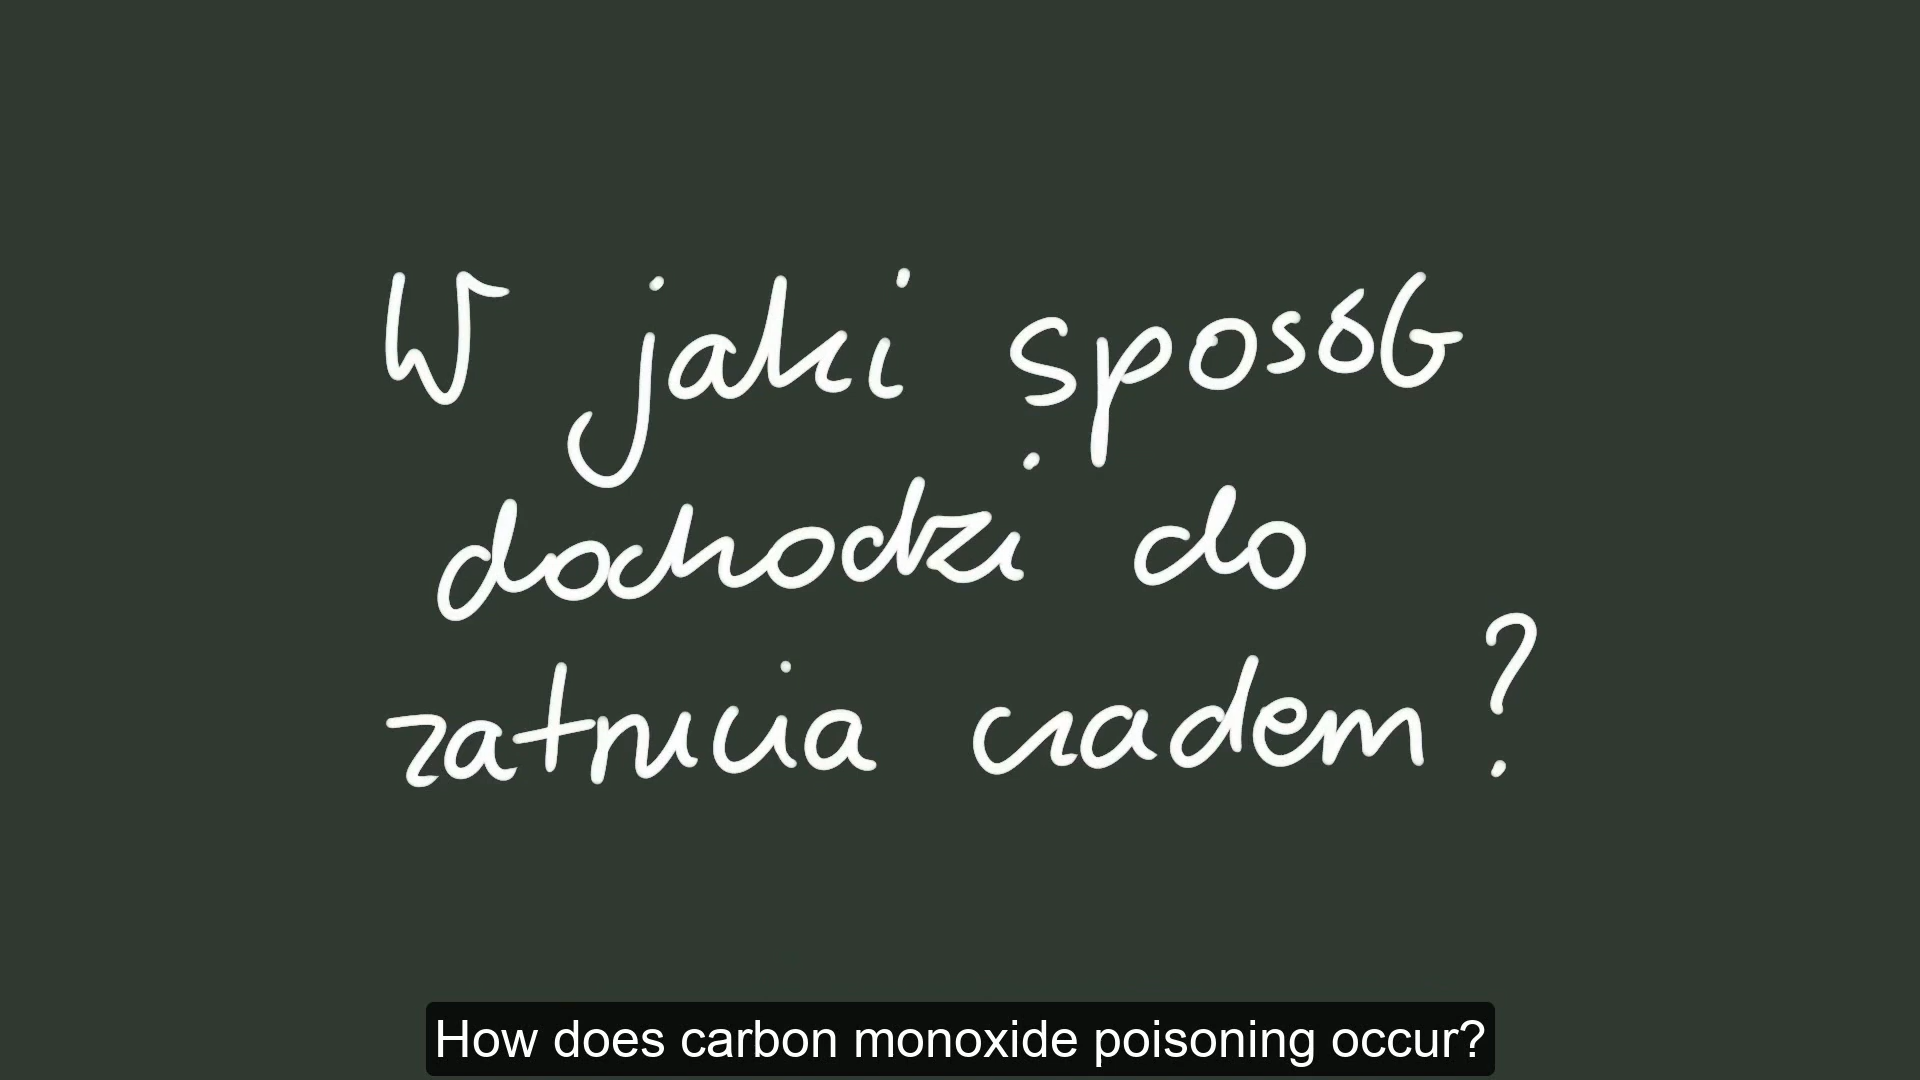 W jaki sposób
dochodzi do
zatrucia czadem?
How does carbon monoxide poisoning occur?